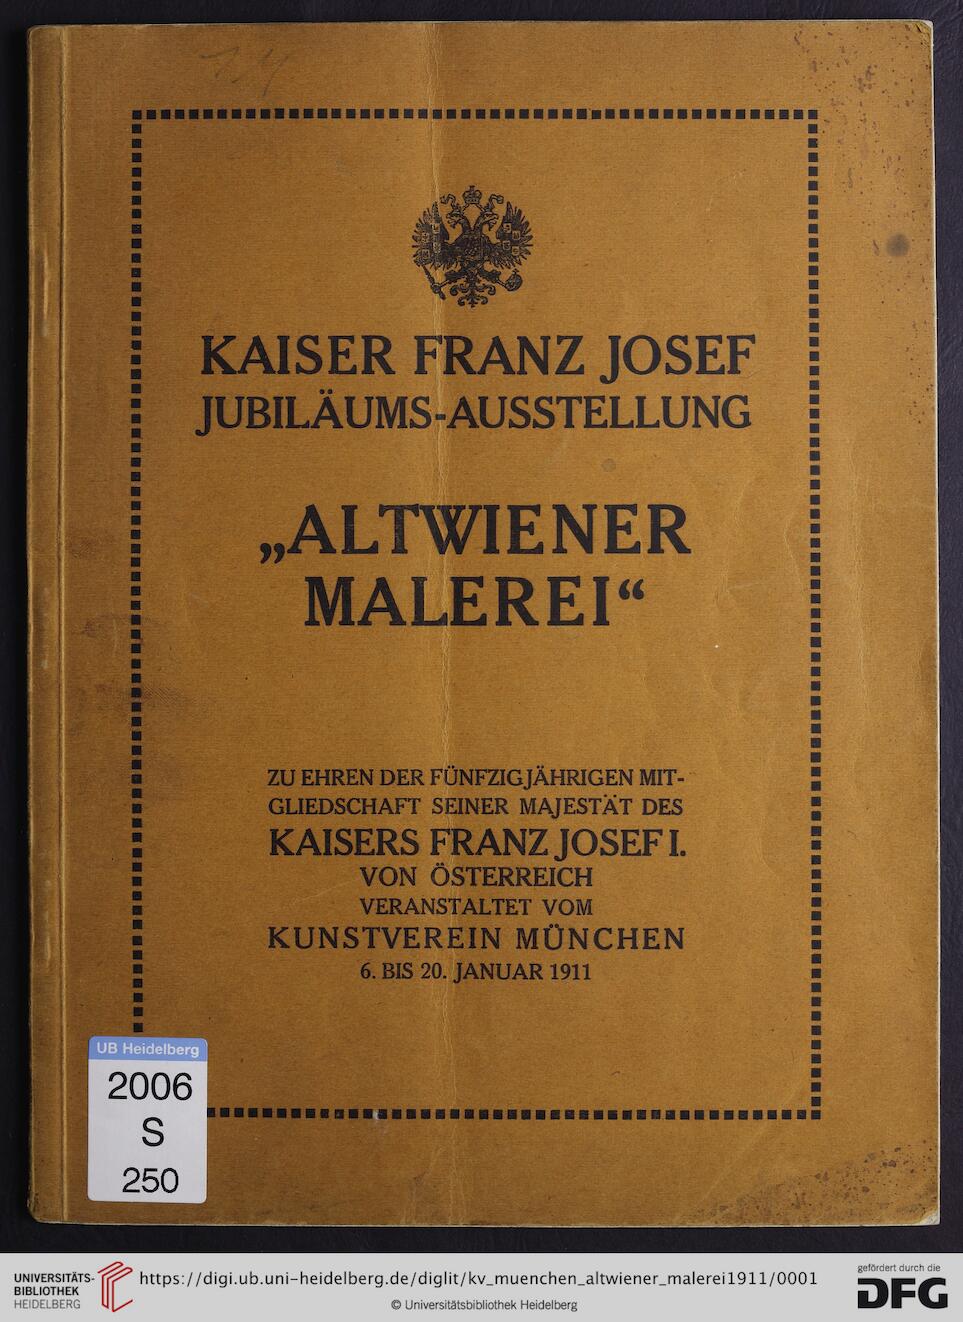 KAISER FRANZ JOSEF
JUBILÄUMS-AUSSTELLUNG
„ALTWIENER
MALEREI“
ZU EHREN DER FÜNFZIGJÄHRIGEN MIT-
GLIEDSCHAFT SEINER MAJESTÄT DES
KAISERS FRANZ JOSEF I.
VON ÖSTERREICH
VERANSTALTET VOM
KUNSTVEREIN MÜNCHEN
6. BIS 20. JANUAR 1911
UB Heidelberg
2006
S
250
UNIVERSITÄTS-
BIBLIOTHEK
HEIDELBERG
https://digi.ub.uni-heidelberg.de/diglit/kv_muenchen_altwiener_malerei1911/0001
© Universitätsbibliothek Heidelberg
gefördert durch die
DFG